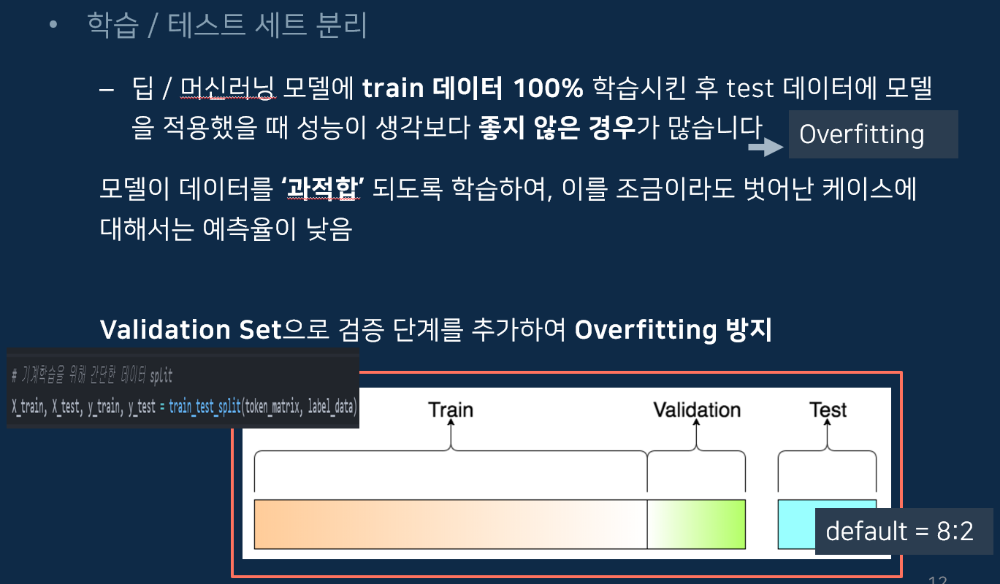 • 학습 / 테스트 세트 분리
– 딥 / 머신러닝 모델에 train 데이터 100% 학습시킨 후 test 데이터에 모델
을 적용했을 때 성능이 생각보다 좋지 않은 경우가 많습니다
Overfitting
모델이 데이터를 ‘과적합’ 되도록 학습하여, 이를 조금이라도 벗어난 케이스에
대해서는 예측율이 낮음
Validation Set으로 검증 단계를 추가하여 Overfitting 방지
# 기계학습을 위해 간단한 데이터 split
X_train, X_test, y_train, y_test = train_test_split(token_matrix, label_data)
Train
Validation
Test
default = 8:2
12